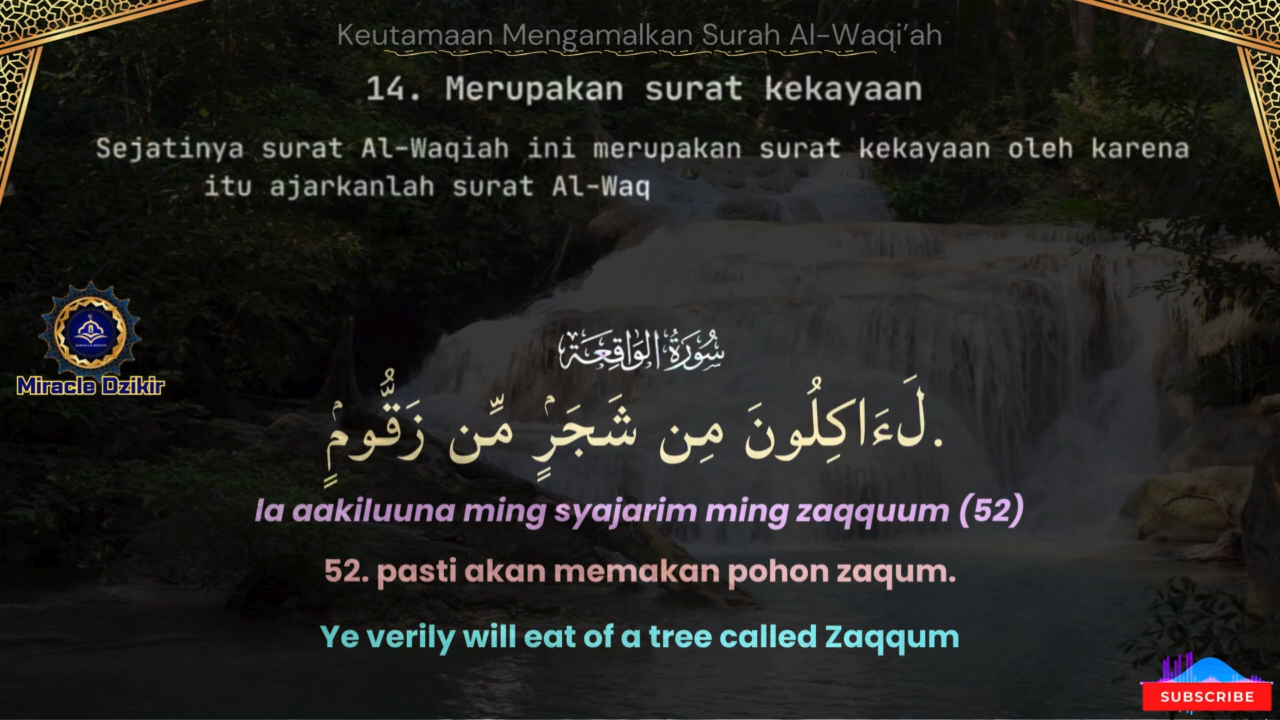 Keutamaan Mengamalkan Surah Al-Waqi’ah
14. Merupakan surat kekayaan
Sejatinya surat Al-Waqiah ini merupakan surat kekayaan oleh karena
itu ajarkanlah surat Al-Waq
Miracle Dzikir
سُورَةُ الوَاقِعَة
.لَءَاكِلُونَ مِن شَجَرٍۢ مِّن زَقُّومٍۢ
la aakiluuna ming syajarim ming zaqquum (52)
52. pasti akan memakan pohon zaqum.
Ye verily will eat of a tree called Zaqqum
SUBSCRIBE